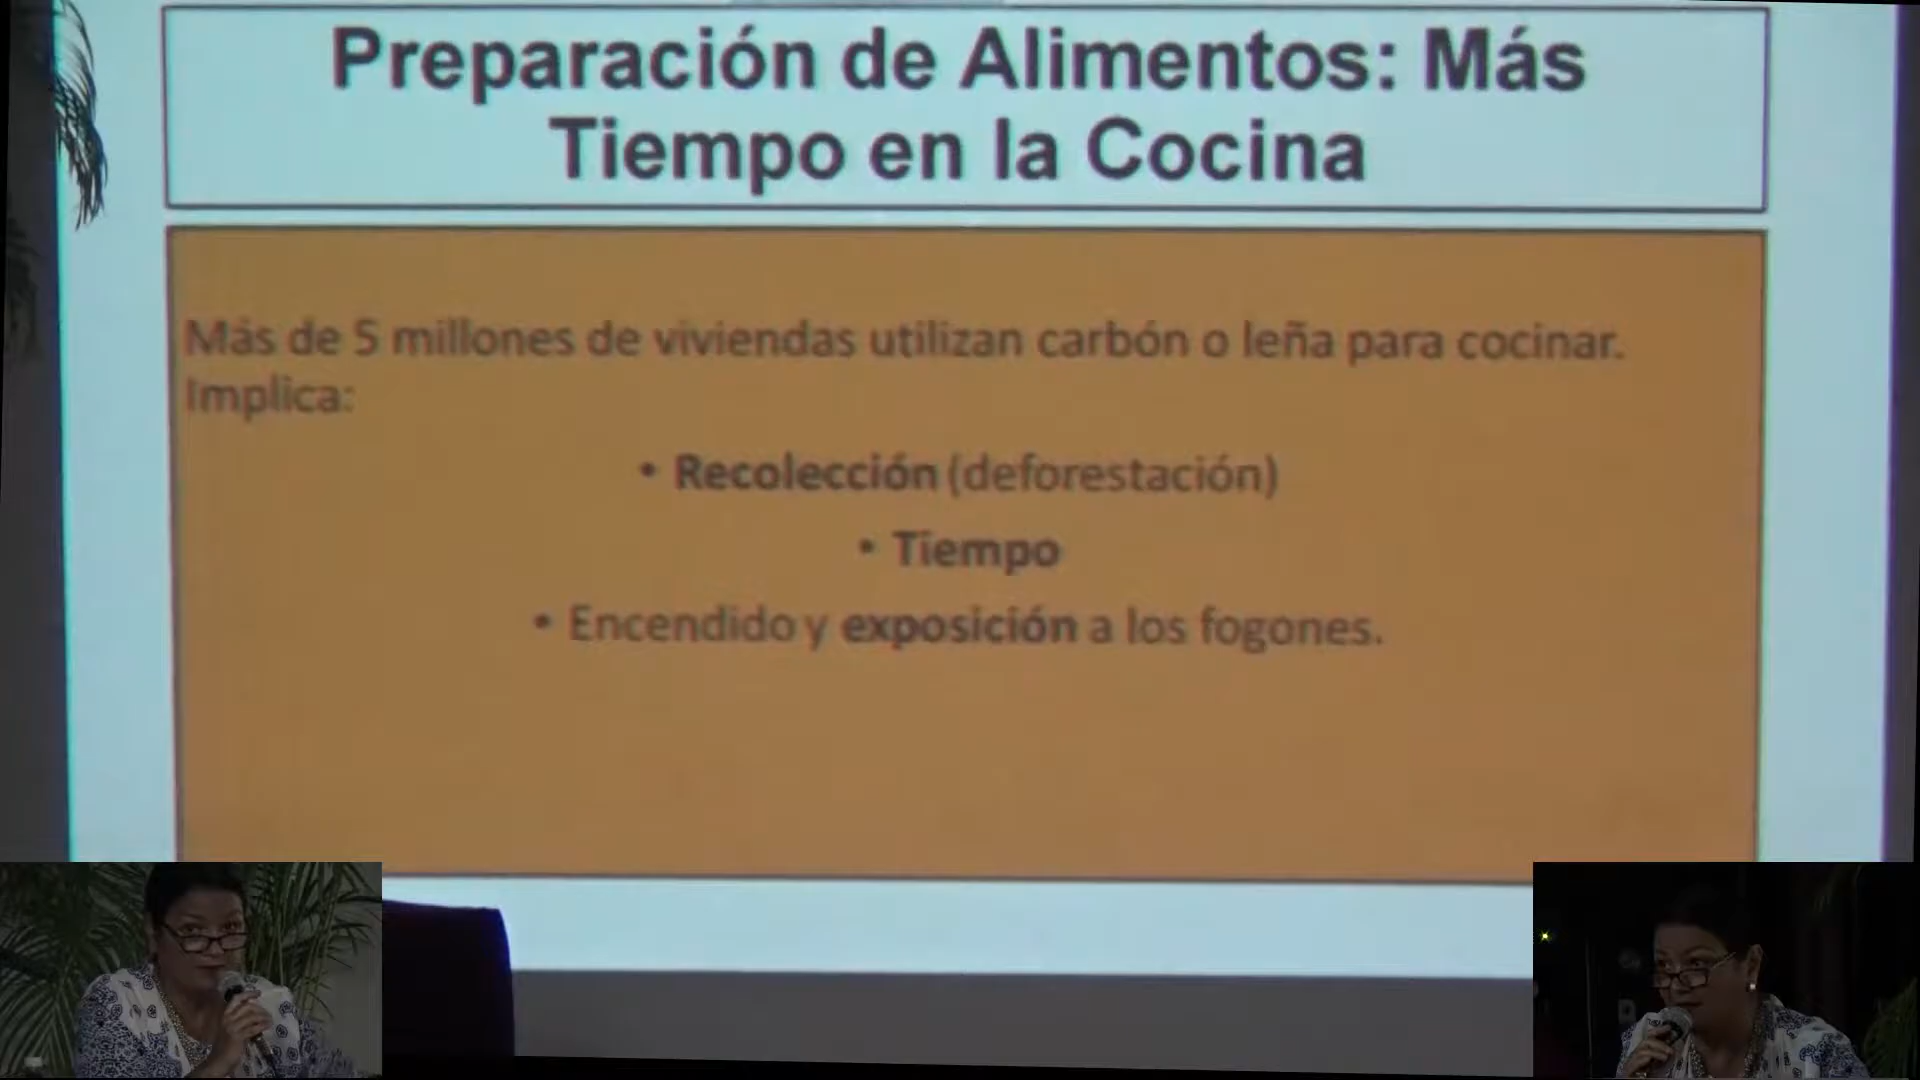 Preparación de Alimentos: Más
Tiempo en la Cocina
Más de 5 millones de viviendas utilizan carbón o leña para cocinar.
Implica:
• Recolección (deforestación)
• Tiempo
• Encendido y exposición a los fogones.